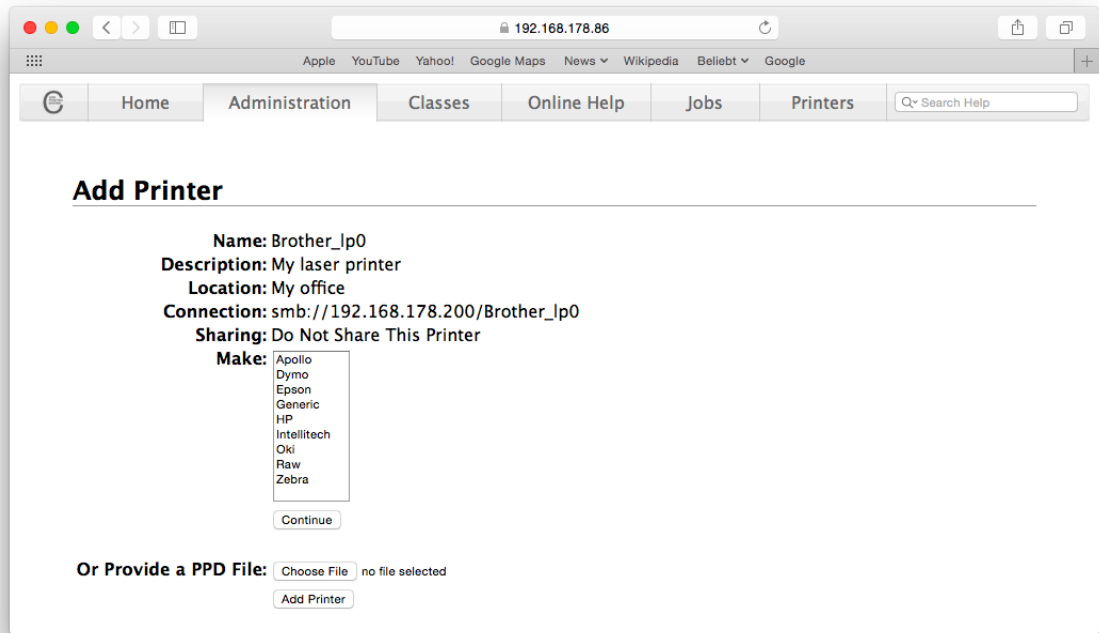 192.168.178.86
Apple YouTube Yahoo! Google Maps News Wikipedia Beliebt Google
Home Administration Classes Online Help Jobs Printers Search Help
Add Printer
Name: Brother_lp0
Description: My laser printer
Location: My office
Connection: smb://192.168.178.200/Brother_lp0
Sharing: Do Not Share This Printer
Make: Apollo
Dymo
Epson
Generic
HP
Intellitech
Oki
Raw
Zebra
Continue
Or Provide a PPD File: Choose File no file selected
Add Printer